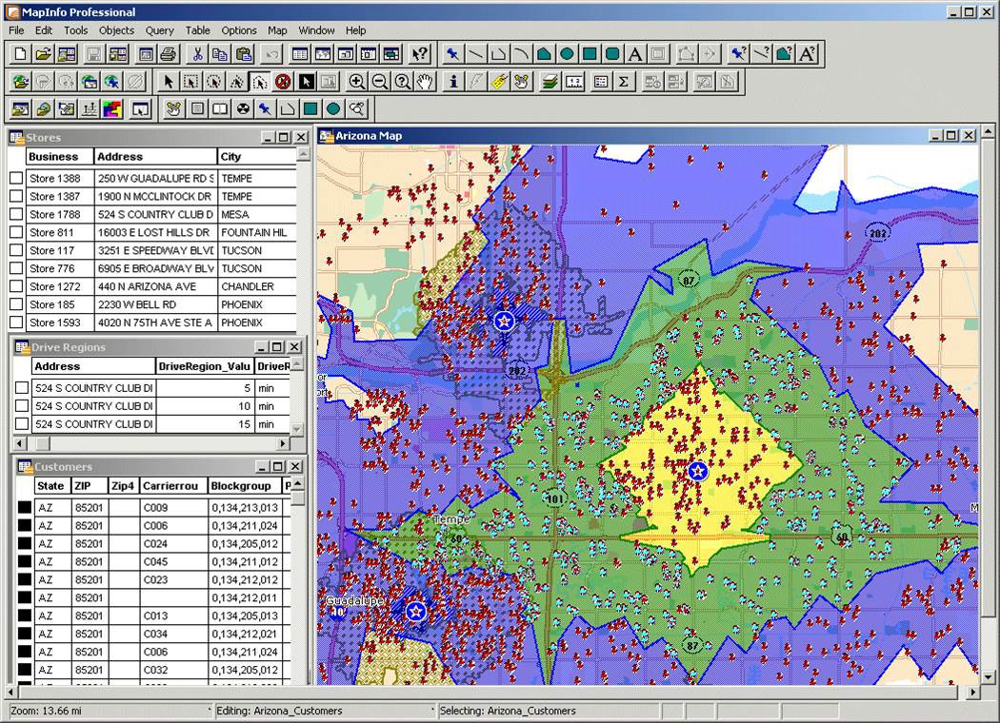 MapInfo Professional
File Edit Tools Objects Query Table Options Map Window Help
Stores
Business Address City
Store 1388 250 W GUADALUPE RD S TEMPE
Store 1387 1900 N MCCLINTOCK DR TEMPE
Store 1788 524 S COUNTRY CLUB D MESA
Store 811 16003 E LOST HILLS DR FOUNTAIN HIL
Store 117 3251 E SPEEDWAY BLVD TUCSON
Store 776 6905 E BROADWAY BLV TUCSON
Store 1272 440 N ARIZONA AVE CHANDLER
Store 185 2230 W BELL RD PHOENIX
Store 1593 4020 N 75TH AVE STE A PHOENIX
Drive Regions
Address DriveRegion_Valu DriveR
524 S COUNTRY CLUB DI 5 min
524 S COUNTRY CLUB DI 10 min
524 S COUNTRY CLUB DI 15 min
Customers
State ZIP Zip4 Carrierrou Blockgroup P
AZ 85201 C009 0,134,213,013
AZ 85201 C006 0,134,211,024
AZ 85201 C024 0,134,205,012
AZ 85201 C045 0,134,211,012
AZ 85201 C023 0,134,212,012
AZ 85201 0,134,212,011
AZ 85201 C013 0,134,205,013
AZ 85201 C034 0,134,212,021
AZ 85201 C006 0,134,211,024
AZ 85201 C032 0,134,205,012
Arizona Map
202
87
202
101
Tempe
60
60
Guadalupe
10
87
Zoom: 13.66 mi
Editing: Arizona_Customers
Selecting: Arizona_Customers